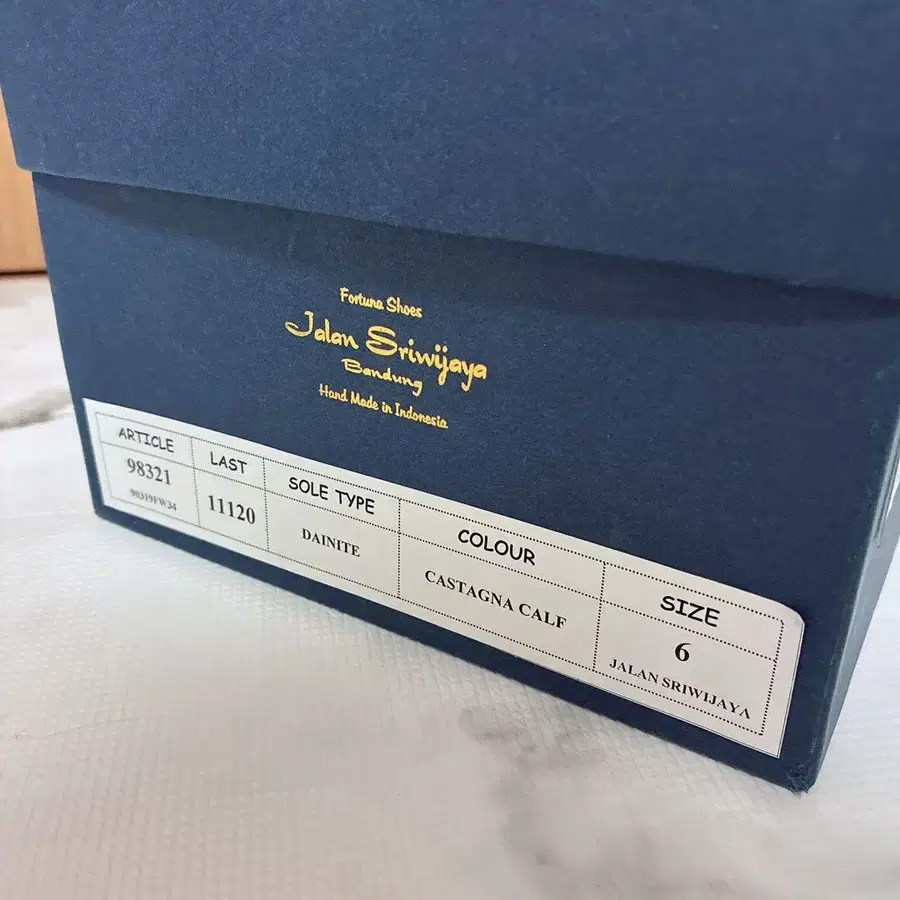 Fortuna Shoes
Jalan Sriwijaya
Bandung
Hand Made in Indonesia
ARTICLE LAST SOLE TYPE COLOUR SIZE
98321 11120 DAINITE CASTAGNA CALF 6
90319FW34 JALAN SRIWIJAYA